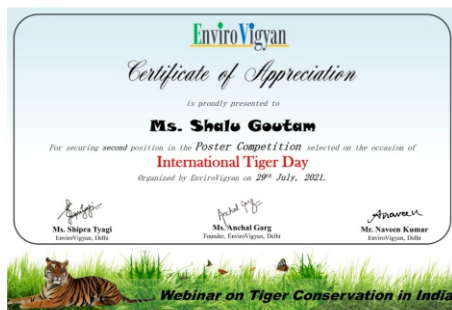 EnviroVigyan
Certificate of Appreciation
is proudly presented to
Ms. Shalu Goutam
For securing second position in the Poster Competition selected on the occasion of
International Tiger Day
Organized by EnviroVigyan on 29th July, 2021.
Anchal Garg
Ms. Shipra Tyagi
EnviroVigyan, Delhi
Ms. Anchal Garg
Founder, EnviroVigyan, Delhi
Mr. Naveen Kumar
EnviroVigyan, Delhi
Webinar on Tiger Conservation in India